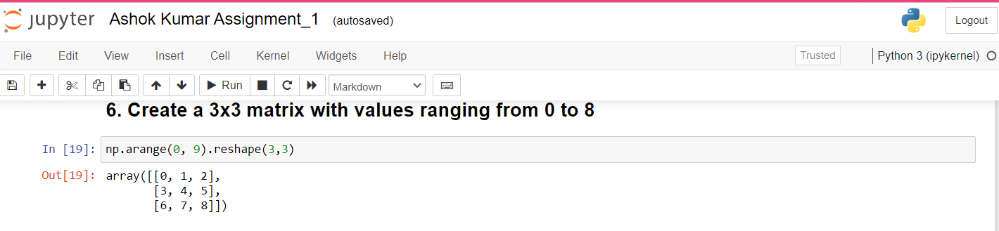 jupyter Ashok Kumar Assignment_1 (autosaved) Logout
File Edit View Insert Cell Kernel Widgets Help Trusted Python 3 (ipykernel)
Run Markdown
6. Create a 3x3 matrix with values ranging from 0 to 8
In [19]: np.arange(0, 9).reshape(3,3)
Out[19]: array([[0, 1, 2],
[3, 4, 5],
[6, 7, 8]])